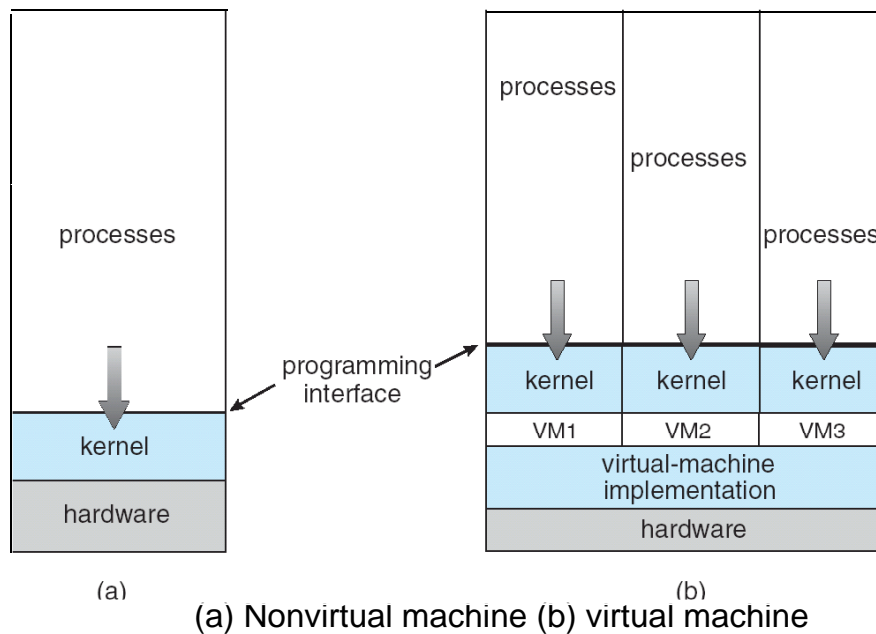 processes
kernel
hardware
(a)
programming
interface
processes
processes
processes
kernel kernel kernel
VM1 VM2 VM3
virtual-machine
implementation
hardware
(b)
(a) Nonvirtual machine (b) virtual machine